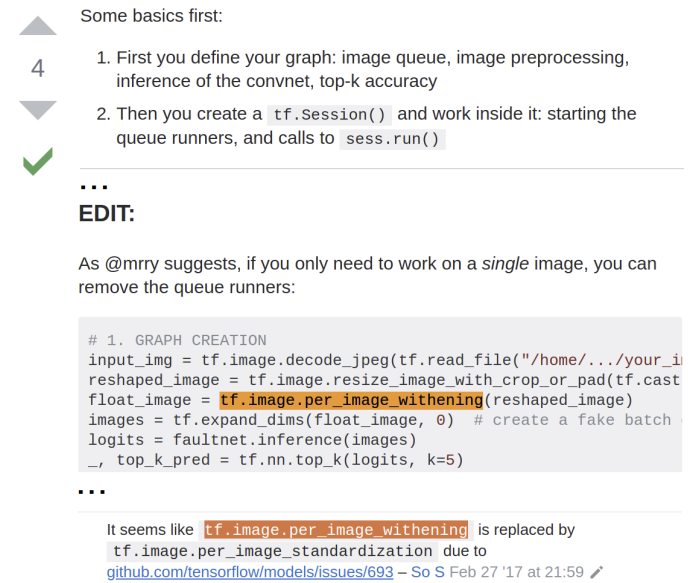 Some basics first:
4
1. First you define your graph: image queue, image preprocessing,
inference of the convnet, top-k accuracy
2. Then you create a tf.Session() and work inside it: starting the
queue runners, and calls to sess.run()
...
EDIT:
As @mrry suggests, if you only need to work on a single image, you can
remove the queue runners:
# 1. GRAPH CREATION
input_img = tf.image.decode_jpeg(tf.read_file("/home/.../your_i
reshaped_image = tf.image.resize_image_with_crop_or_pad(tf.cast
float_image = tf.image.per_image_withening(reshaped_image)
images = tf.expand_dims(float_image, 0)  # create a fake batch
logits = faultnet.inference(images)
_, top_k_pred = tf.nn.top_k(logits, k=5)
...
It seems like tf.image.per_image_withening is replaced by
tf.image.per_image_standardization due to
github.com/tensorflow/models/issues/693 – So S Feb 27 '17 at 21:59